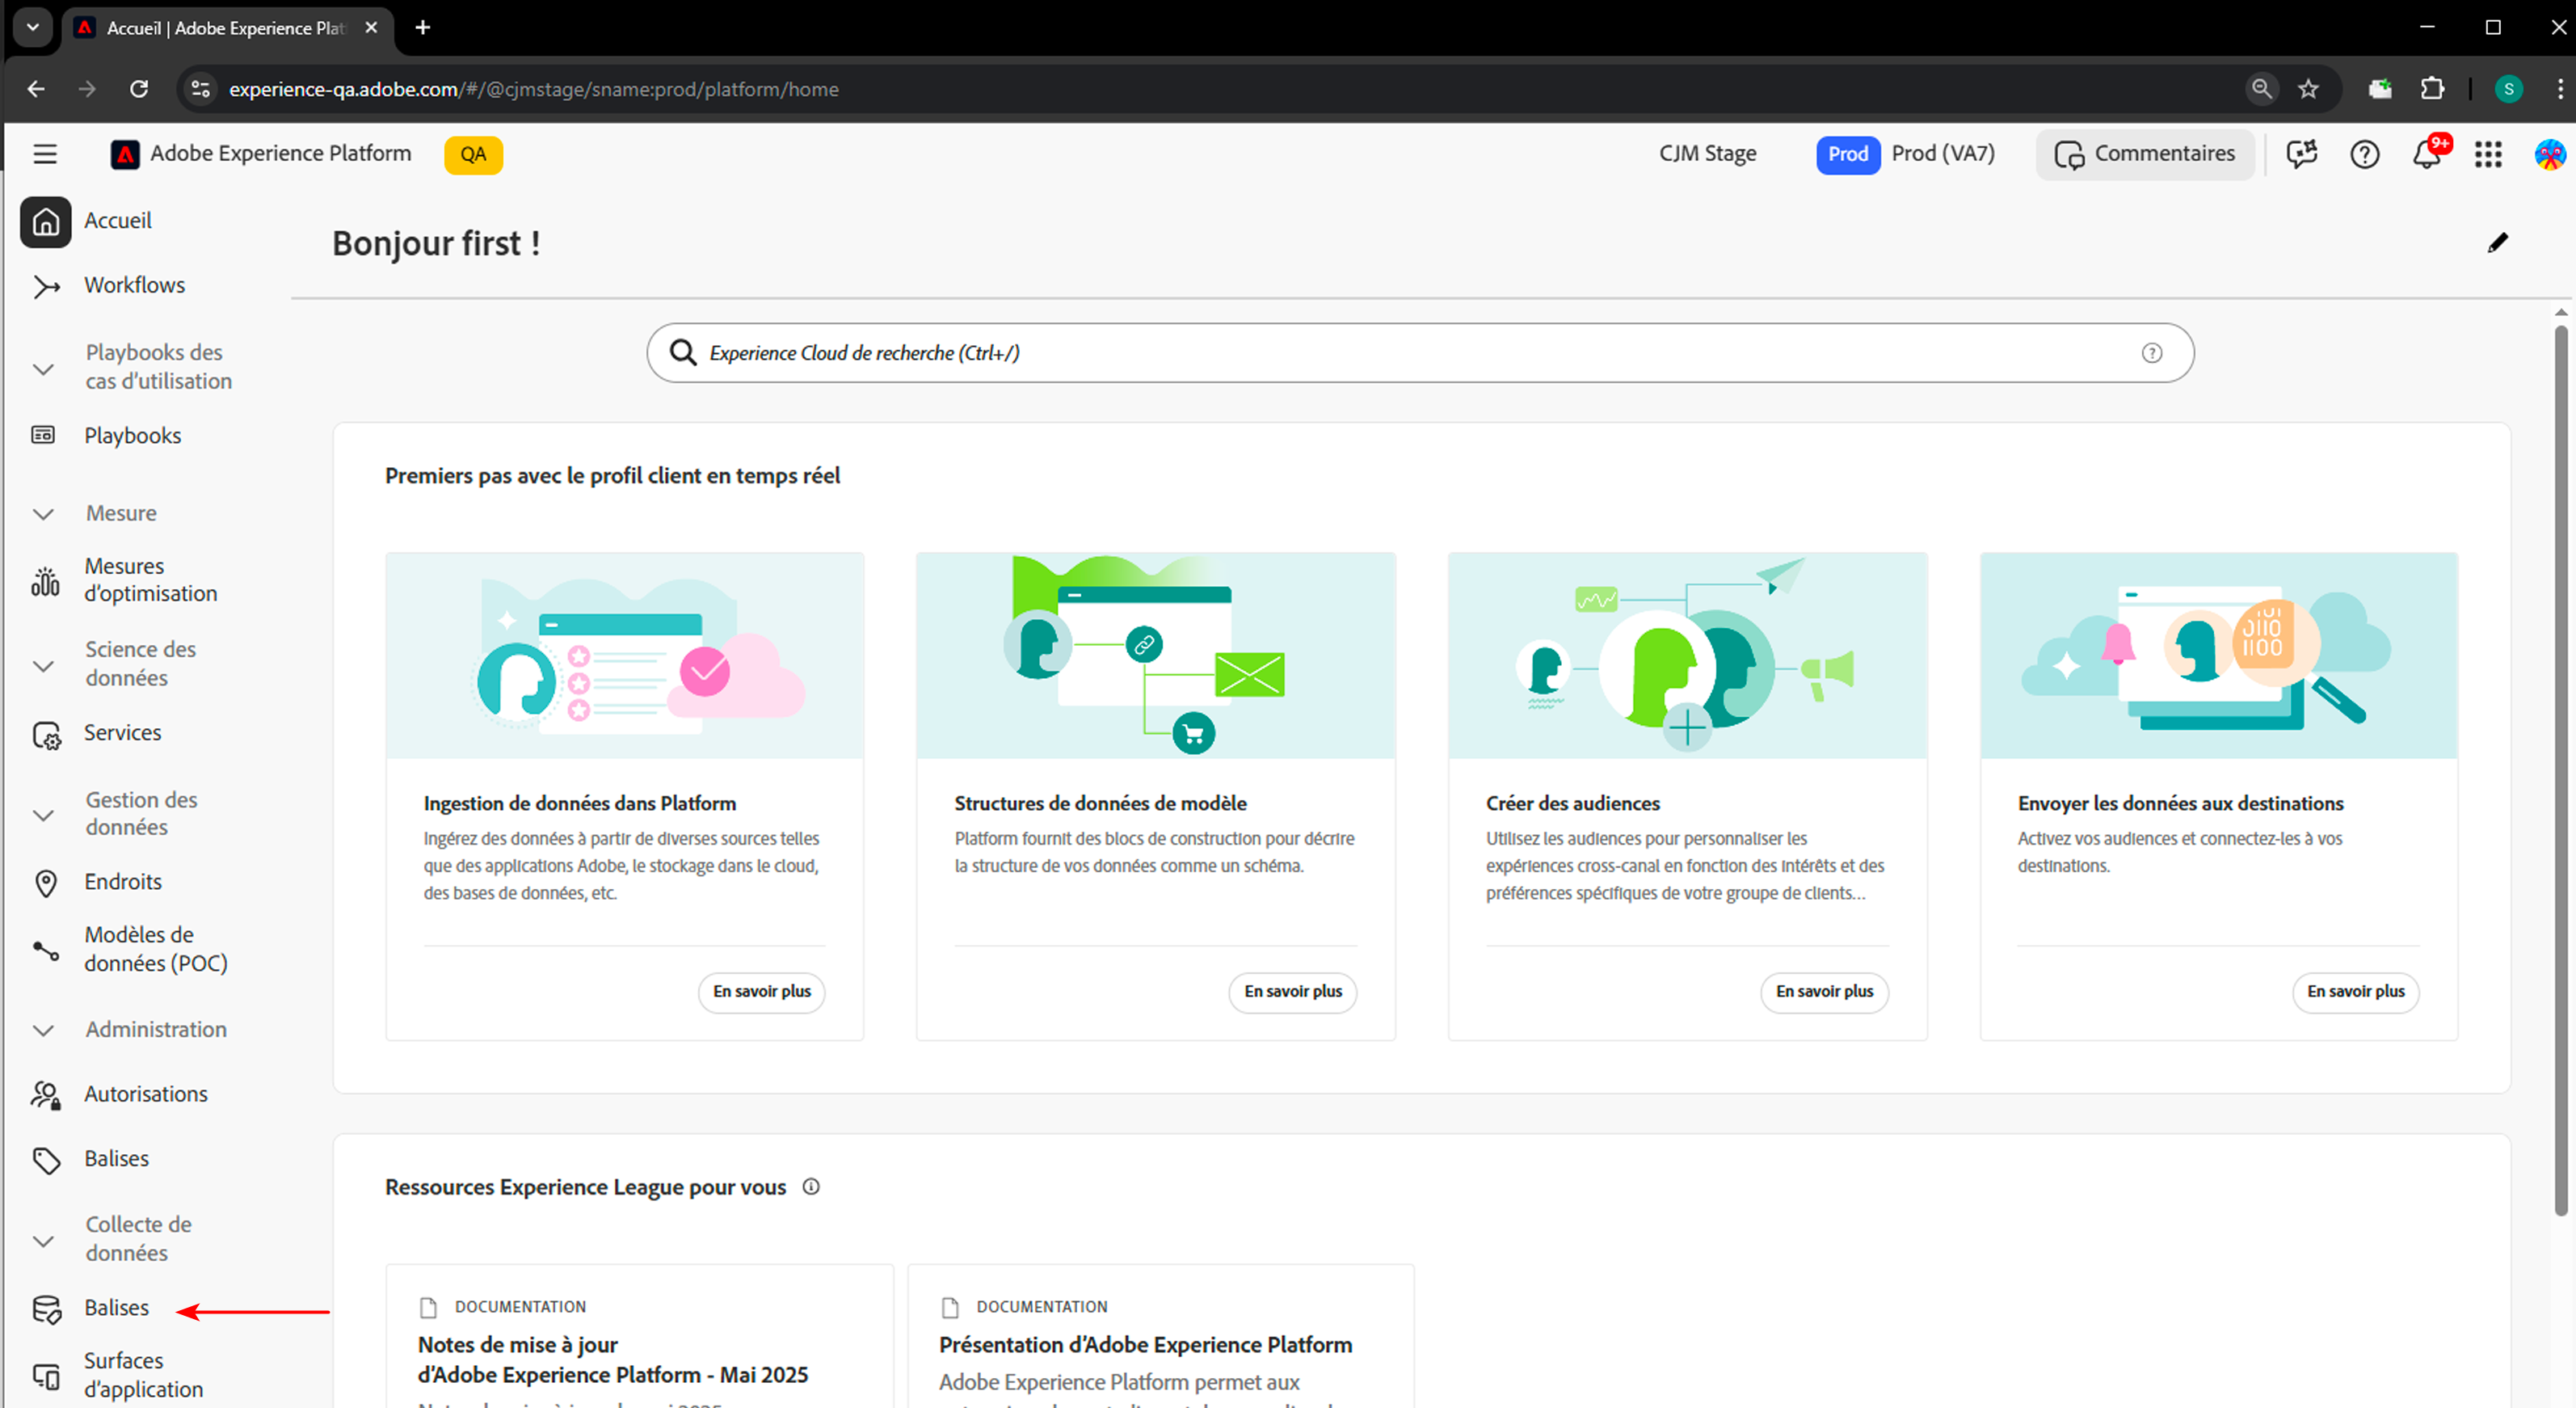 Accueil | Adobe Experience Plat
experience-qa.adobe.com/#/@cjmstage/sname:prod/platform/home
S
Adobe Experience Platform
QA
CJM Stage
Prod
Prod (VA7)
Commentaires
9+
Accueil
Workflows
Playbooks des
cas d'utilisation
Playbooks
Mesure
Mesures
d'optimisation
Science des
données
Services
Gestion des
données
Endroits
Modèles de
données (POC)
Administration
Autorisations
Balises
Collecte de
données
Balises
Surfaces
d'application
Bonjour first !
Experience Cloud de recherche (Ctrl+/)
Premiers pas avec le profil client en temps réel
Ingestion de données dans Platform
Ingérez des données à partir de diverses sources telles
que des applications Adobe, le stockage dans le cloud,
des bases de données, etc.
En savoir plus
Structures de données de modèle
Platform fournit des blocs de construction pour décrire
la structure de vos données comme un schéma.
En savoir plus
Créer des audiences
Utilisez les audiences pour personnaliser les
expériences cross-canal en fonction des intérêts et des
préférences spécifiques de votre groupe de clients...
En savoir plus
Envoyer les données aux destinations
Activez vos audiences et connectez-les à vos
destinations.
En savoir plus
Ressources Experience League pour vous
DOCUMENTATION
Notes de mise à jour
d'Adobe Experience Platform - Mai 2025
DOCUMENTATION
Présentation d'Adobe Experience Platform
Adobe Experience Platform permet aux